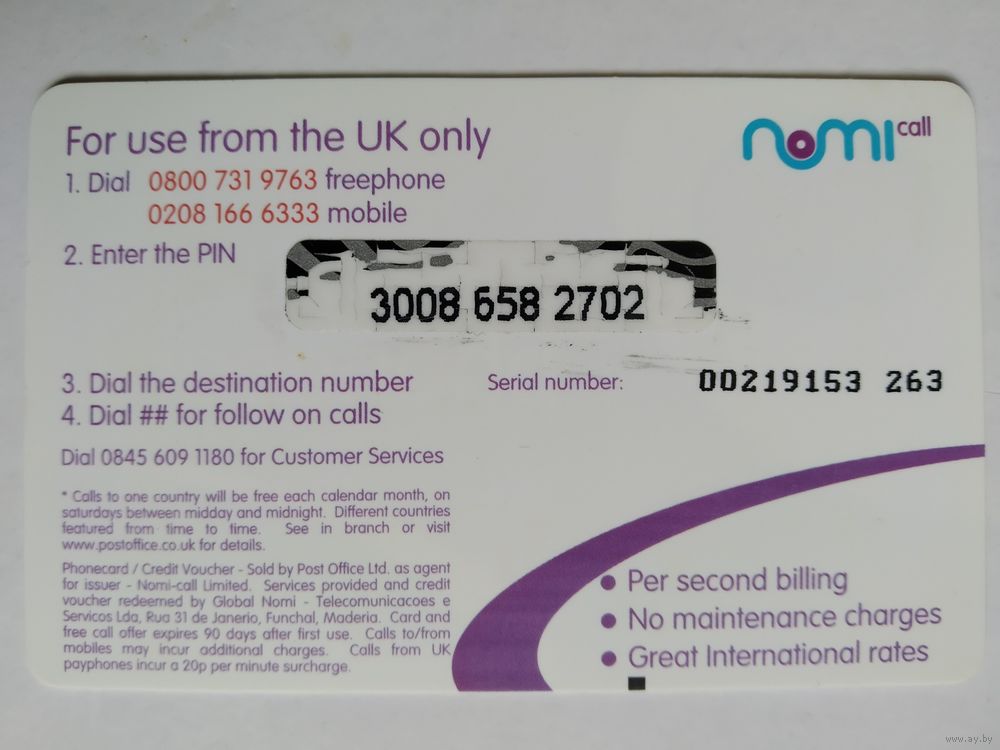 For use from the UK only
nomi call
1. Dial 0800 731 9763 freephone
0208 166 6333 mobile
2. Enter the PIN
3008 658 2702
3. Dial the destination number
Serial number: 00219153 263
4. Dial ## for follow on calls
Dial 0845 609 1180 for Customer Services
* Calls to one country will be free each calendar month, on
saturdays between midday and midnight. Different countries
featured from time to time. See in branch or visit
www.postoffice.co.uk for details.
Phonecard / Credit Voucher - Sold by Post Office Ltd. as agent
for issuer - Nomi-call Limited. Services provided and credit
voucher redeemed by Global Nomi - Telecomunicacoes e
Servicos Lda, Rua 31 de Janerio, Funchal, Maderia. Card and
free call offer expires 90 days after first use. Calls to/from
mobiles may incur additional charges. Calls from UK
payphones incur a 20p per minute surcharge.
• Per second billing
• No maintenance charges
• Great International rates
www.ay.by